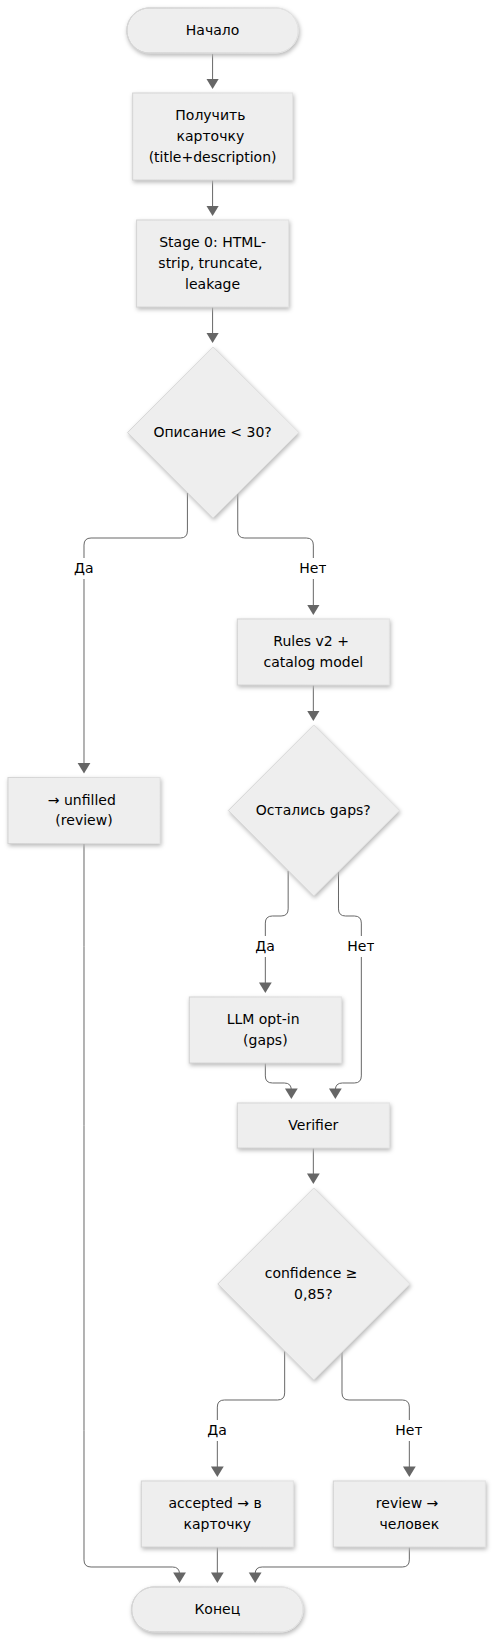 Начало
Получить
карточку
(title+description)
Stage 0: HTML-
strip, truncate,
leakage
Описание < 30?
Да
Нет
Rules v2 +
catalog model
→ unfilled
(review)
Остались gaps?
Да
Нет
LLM opt-in
(gaps)
Verifier
confidence ≥
0,85?
Да
Нет
accepted → в
карточку
review →
человек
Конец